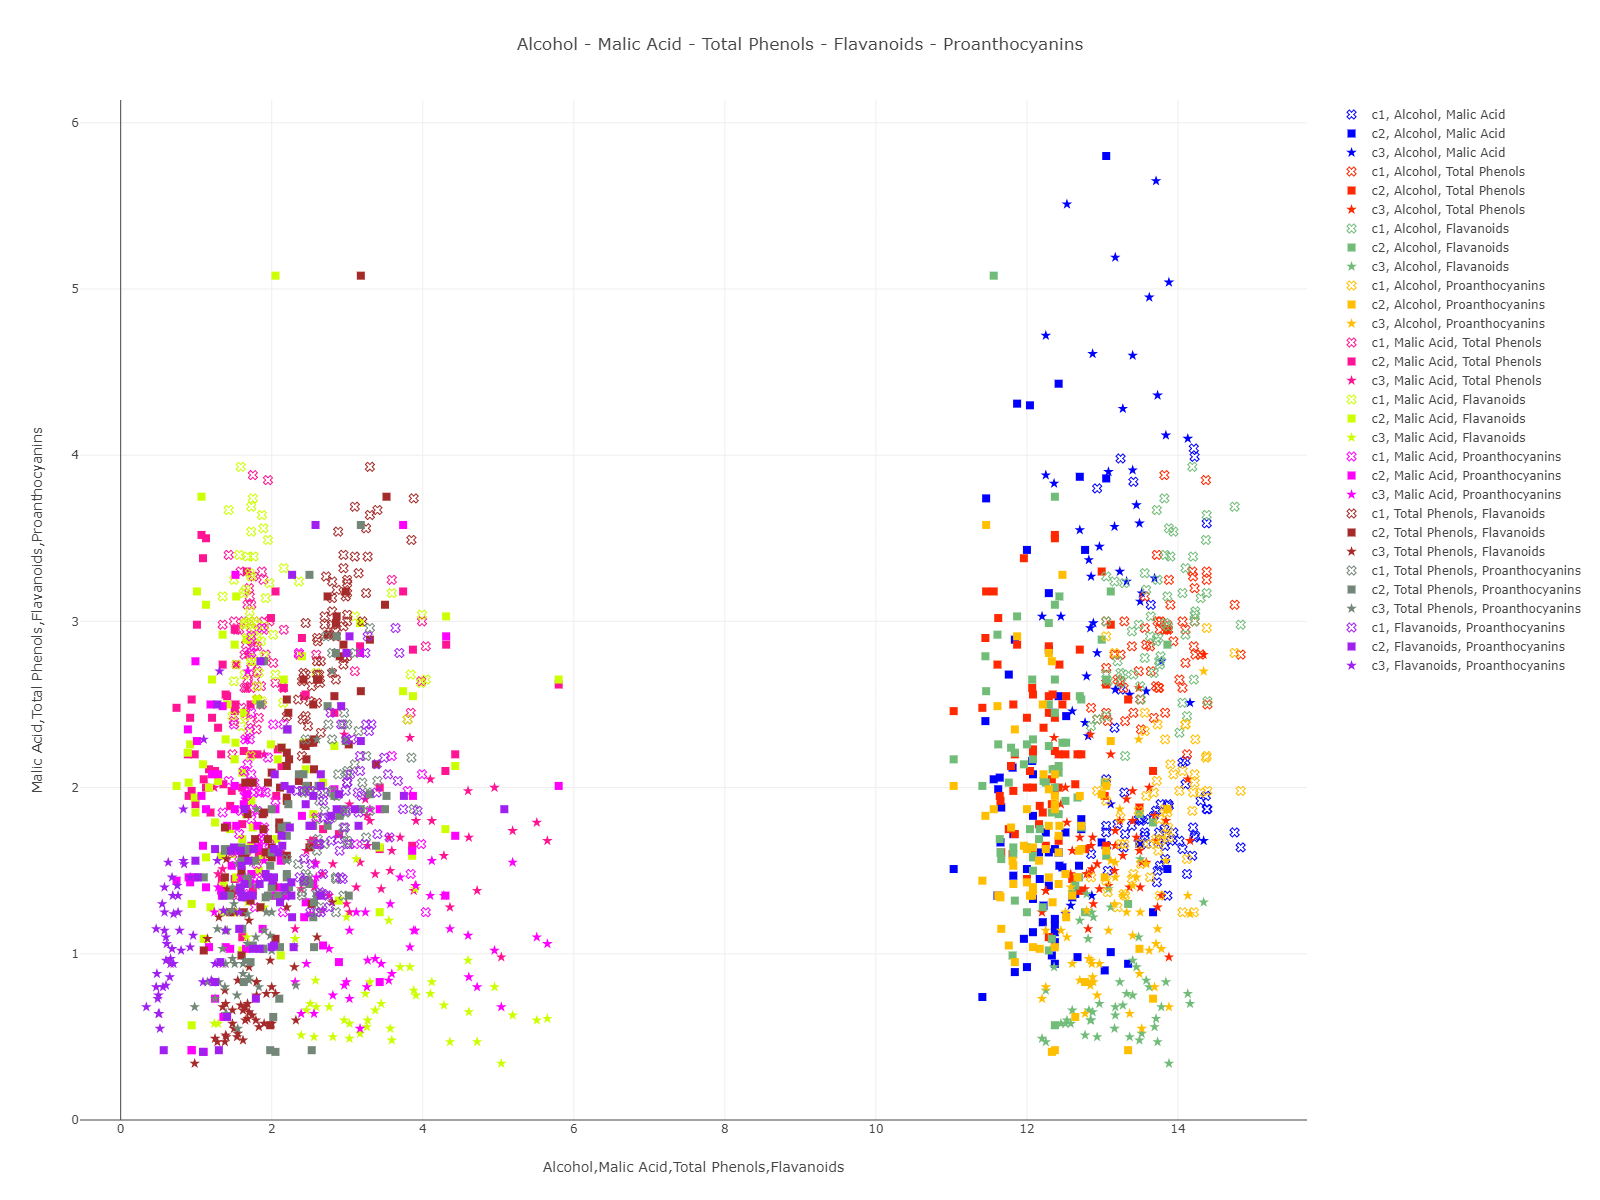 Alcohol - Malic Acid - Total Phenols - Flavanoids - Proanthocyanins
Malic Acid,Total Phenols,Flavanoids,Proanthocyanins
6
5
4
3
2
1
0
0 2 4 6 8 10 12 14
Alcohol,Malic Acid,Total Phenols,Flavanoids
c1, Alcohol, Malic Acid
c2, Alcohol, Malic Acid
c3, Alcohol, Malic Acid
c1, Alcohol, Total Phenols
c2, Alcohol, Total Phenols
c3, Alcohol, Total Phenols
c1, Alcohol, Flavanoids
c2, Alcohol, Flavanoids
c3, Alcohol, Flavanoids
c1, Alcohol, Proanthocyanins
c2, Alcohol, Proanthocyanins
c3, Alcohol, Proanthocyanins
c1, Malic Acid, Total Phenols
c2, Malic Acid, Total Phenols
c3, Malic Acid, Total Phenols
c1, Malic Acid, Flavanoids
c2, Malic Acid, Flavanoids
c3, Malic Acid, Flavanoids
c1, Malic Acid, Proanthocyanins
c2, Malic Acid, Proanthocyanins
c3, Malic Acid, Proanthocyanins
c1, Total Phenols, Flavanoids
c2, Total Phenols, Flavanoids
c3, Total Phenols, Flavanoids
c1, Total Phenols, Proanthocyanins
c2, Total Phenols, Proanthocyanins
c3, Total Phenols, Proanthocyanins
c1, Flavanoids, Proanthocyanins
c2, Flavanoids, Proanthocyanins
c3, Flavanoids, Proanthocyanins